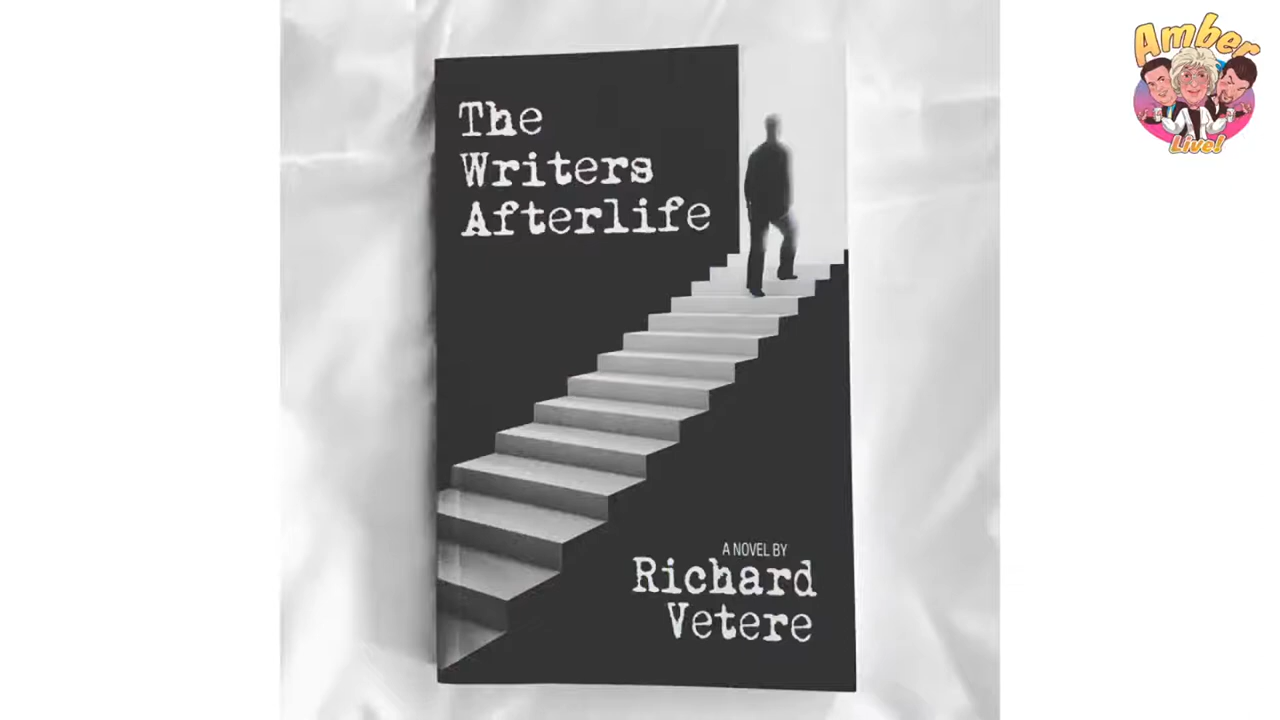 The
Writers
Afterlife
A NOVEL BY
Richard
Vetere
Amber
Live!